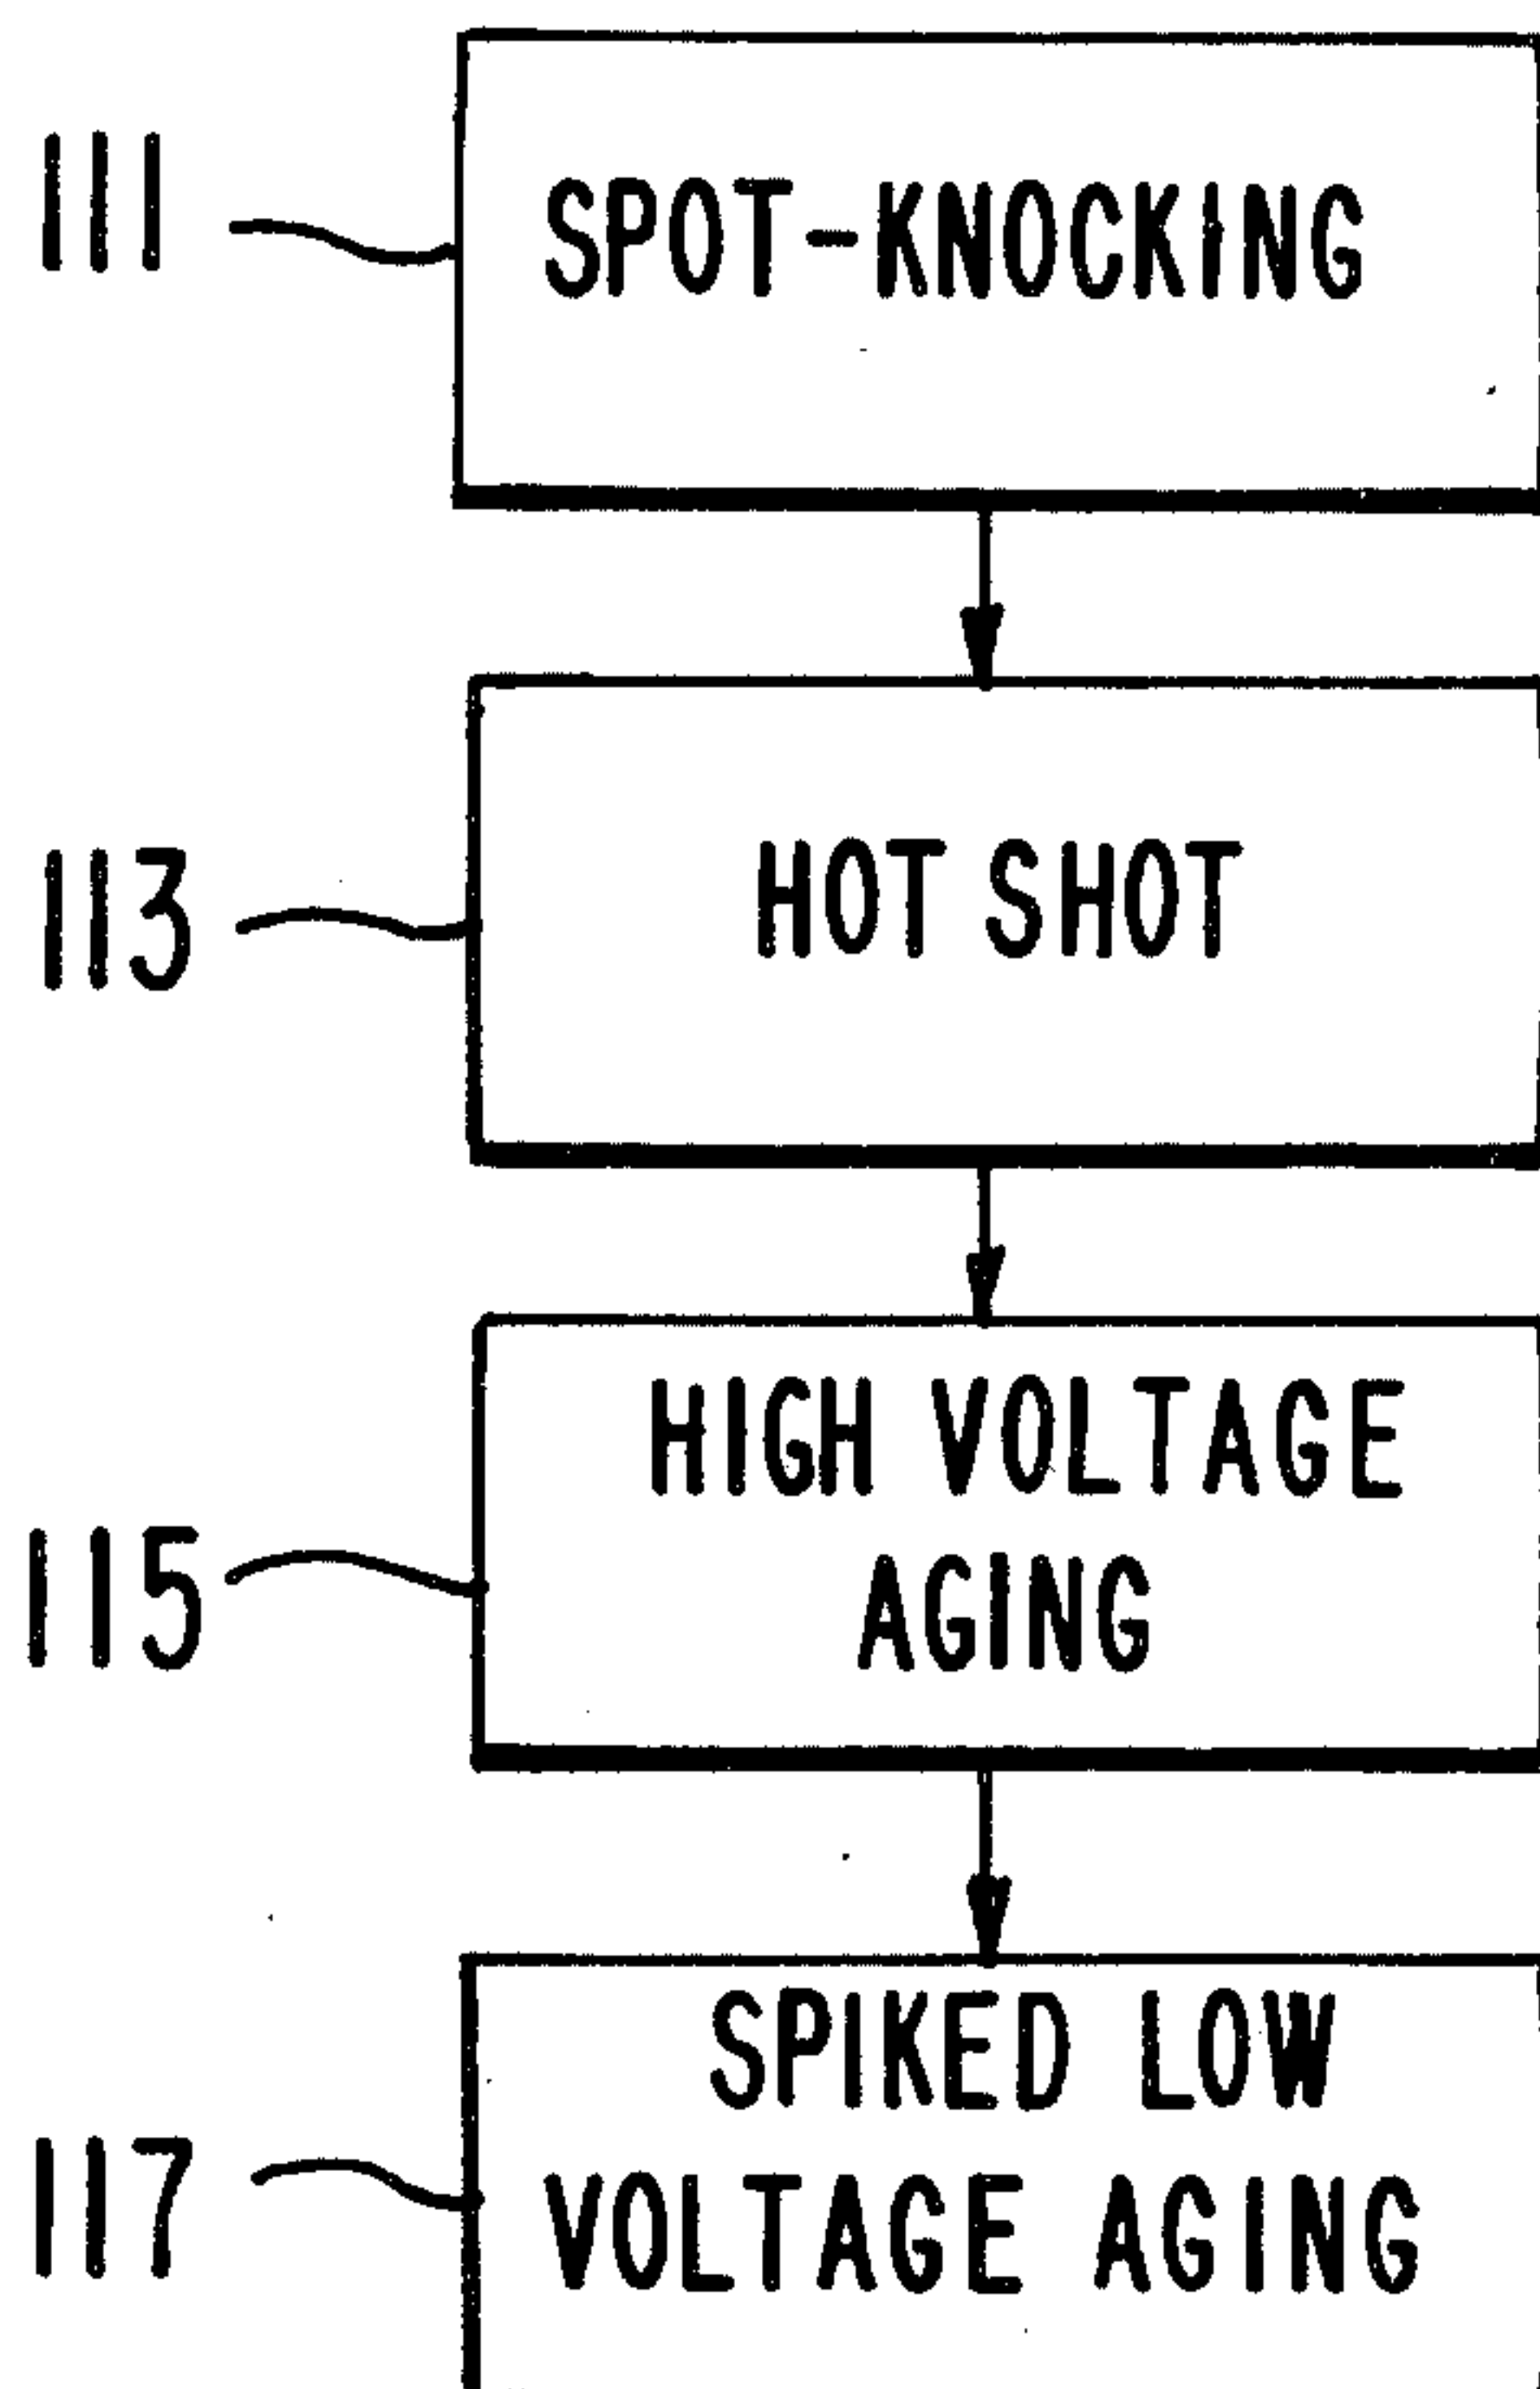 111
SPOT-KNOCKING
113
HOT SHOT
115
HIGH VOLTAGE
AGING
117
SPIKED LOW
VOLTAGE AGING